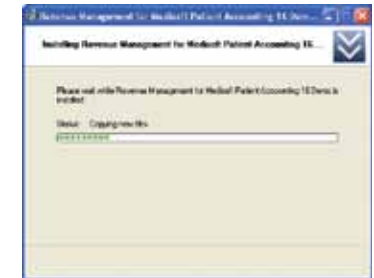 Revenue Management for Medisoft Patient Accounting 16 Demo...
Installing Revenue Management for Medisoft Patient Accounting 16 ...
Please wait while Revenue Management for Medisoft Patient Accounting 16 Demo is
installed.
Status: Copying new files